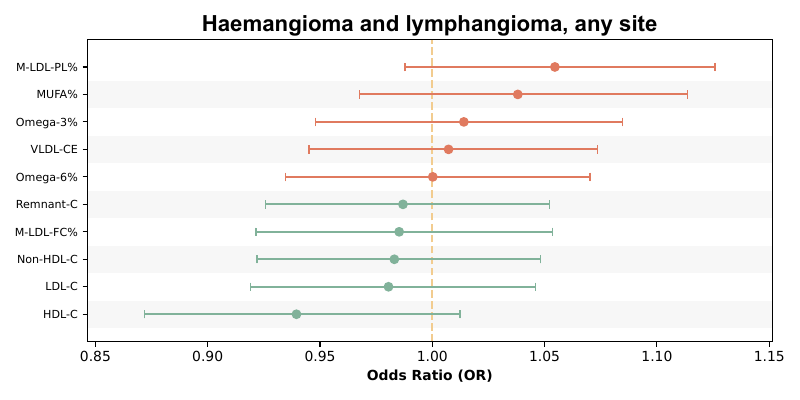 Haemangioma and lymphangioma, any site
M-LDL-PL%
MUFA%
Omega-3%
VLDL-CE
Omega-6%
Remnant-C
M-LDL-FC%
Non-HDL-C
LDL-C
HDL-C
0.85 0.90 0.95 1.00 1.05 1.10 1.15
Odds Ratio (OR)